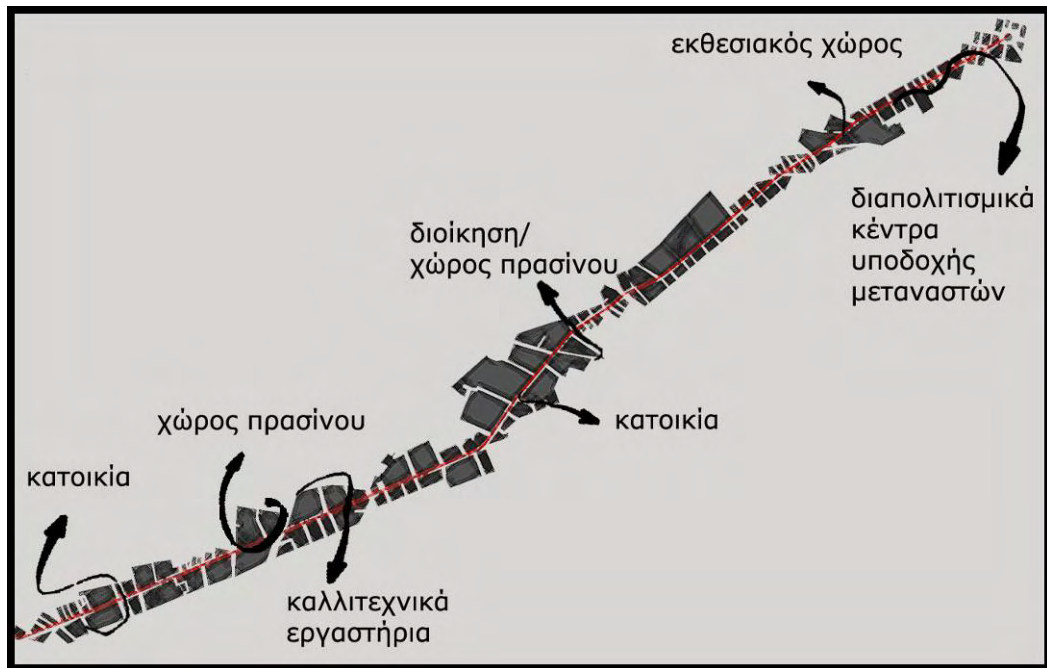 εκθεσιακός χώρος
διαπολιτισμικά
κέντρα
υποδοχής
μεταναστών
διοίκηση/
χώρος πρασίνου
κατοικία
χώρος πρασίνου
κατοικία
καλλιτεχνικά
εργαστήρια